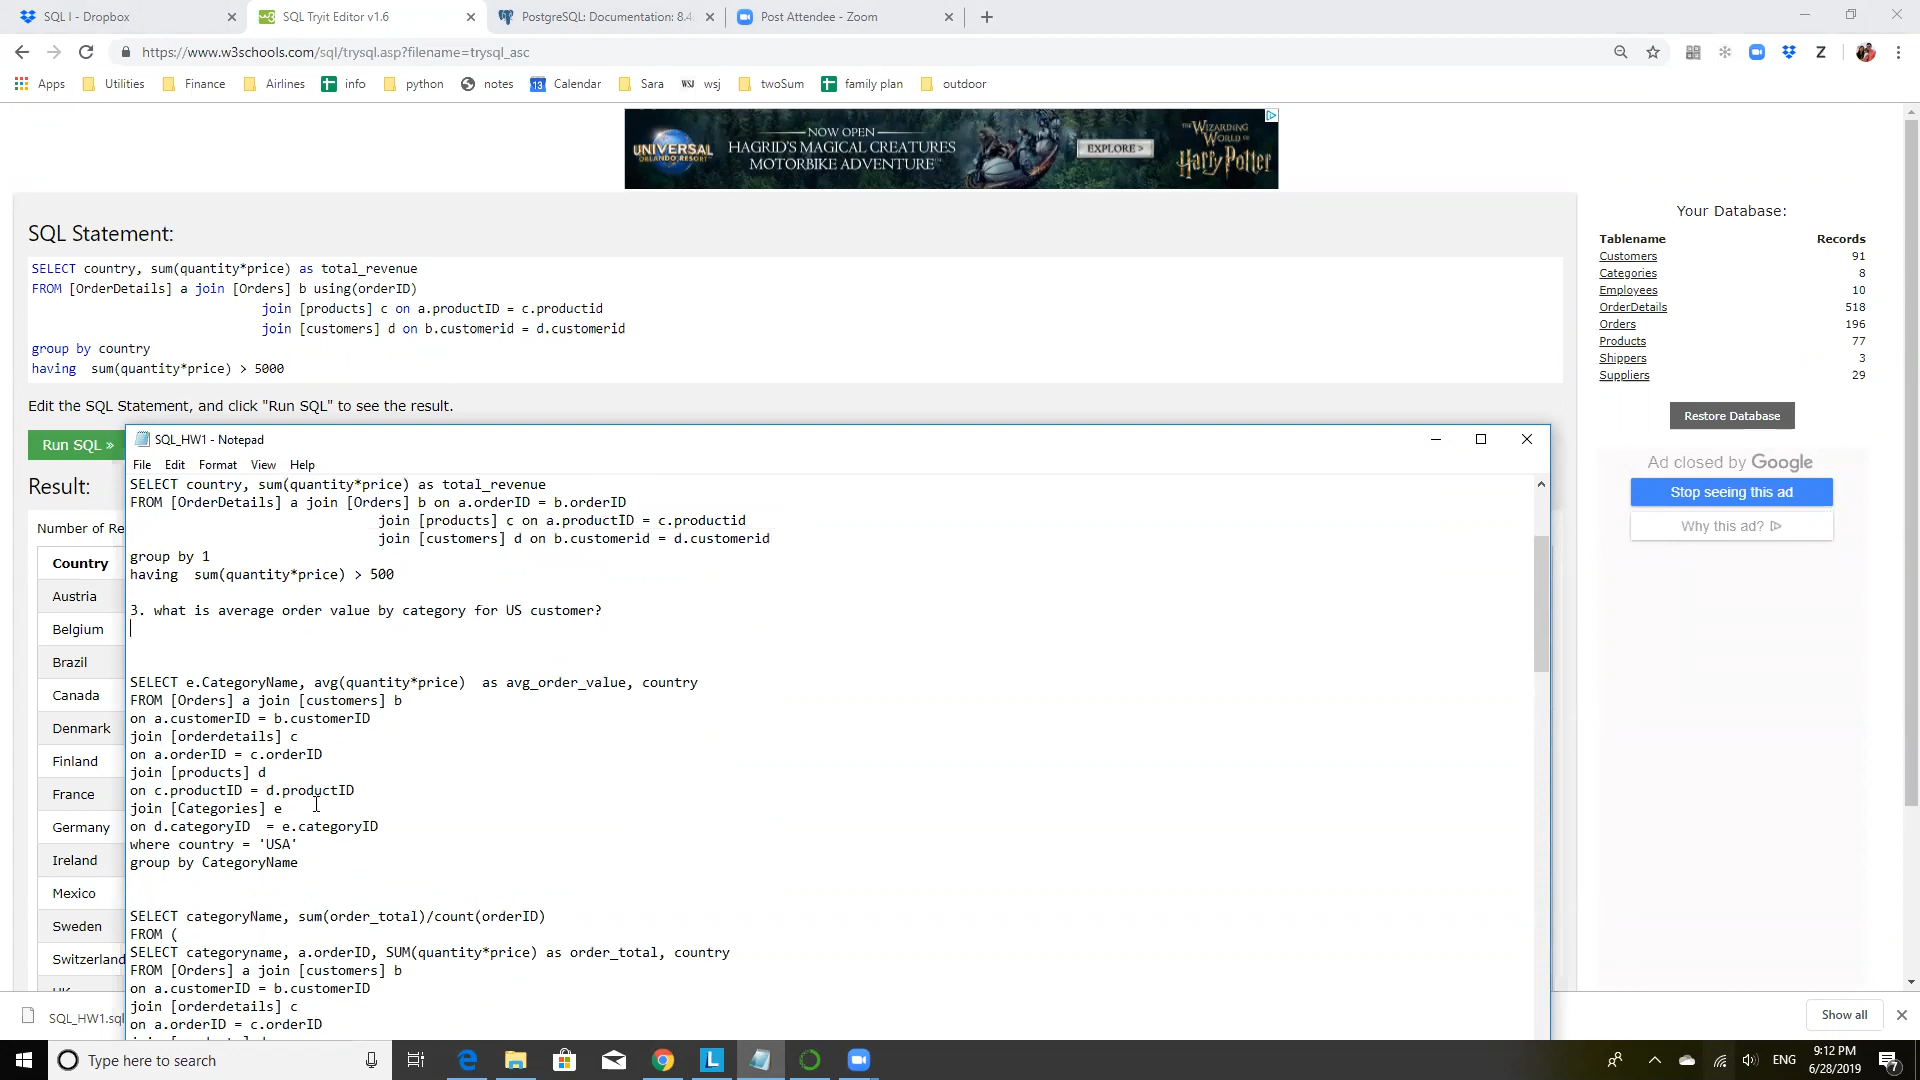 SQL I - Dropbox
SQL Tryit Editor v1.6
PostgreSQL: Documentation: 8.4
Post Attendee - Zoom
https://www.w3schools.com/sql/trysql.asp?filename=trysql_asc
Apps Utilities Finance Airlines info python notes Calendar Sara wsj twoSum family plan outdoor
UNIVERSAL
ORLANDO RESORT
NOW OPEN
HAGRID'S MAGICAL CREATURES
MOTORBIKE ADVENTURE™
EXPLORE >
THE WIZARDING WORLD OF
Harry Potter
SQL Statement:
SELECT country, sum(quantity*price) as total_revenue
FROM [OrderDetails] a join [Orders] b using(orderID)
join [products] c on a.productID = c.productid
join [customers] d on b.customerid = d.customerid
group by country
having  sum(quantity*price) > 5000
Edit the SQL Statement, and click "Run SQL" to see the result.
Run SQL »
Result:
Number of Re
Country
Austria
Belgium
Brazil
Canada
Denmark
Finland
France
Germany
Ireland
Mexico
Sweden
Switzerland
UK
Your Database:
Tablename Records
Customers 91
Categories 8
Employees 10
OrderDetails 518
Orders 196
Products 77
Shippers 3
Suppliers 29
Restore Database
Ad closed by Google
Stop seeing this ad
Why this ad?
SQL_HW1 - Notepad
File Edit Format View Help
SELECT country, sum(quantity*price) as total_revenue
FROM [OrderDetails] a join [Orders] b on a.orderID = b.orderID
join [products] c on a.productID = c.productid
join [customers] d on b.customerid = d.customerid
group by 1
having  sum(quantity*price) > 500
3. what is average order value by category for US customer?
SELECT e.CategoryName, avg(quantity*price)  as avg_order_value, country
FROM [Orders] a join [customers] b
on a.customerID = b.customerID
join [orderdetails] c
on a.orderID = c.orderID
join [products] d
on c.productID = d.productID
join [Categories] e
on d.categoryID  = e.categoryID
where country = 'USA'
group by CategoryName
SELECT categoryName, sum(order_total)/count(orderID)
FROM (
SELECT categoryname, a.orderID, SUM(quantity*price) as order_total, country
FROM [Orders] a join [customers] b
on a.customerID = b.customerID
join [orderdetails] c
on a.orderID = c.orderID
SQL_HW1.sql
Show all
Type here to search
ENG
9:12 PM
6/28/2019
7